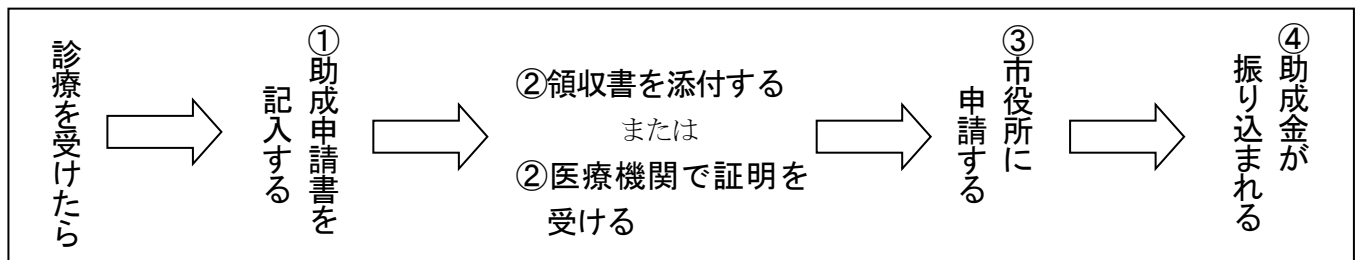 診療を受けたら
①助成申請書を
記入する
②領収書を添付する
または
②医療機関で証明を
受ける
③市役所に
申請する
④助成金が
振り込まれる